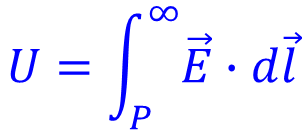 U = ∫_P^∞ E⃗ · dl⃗